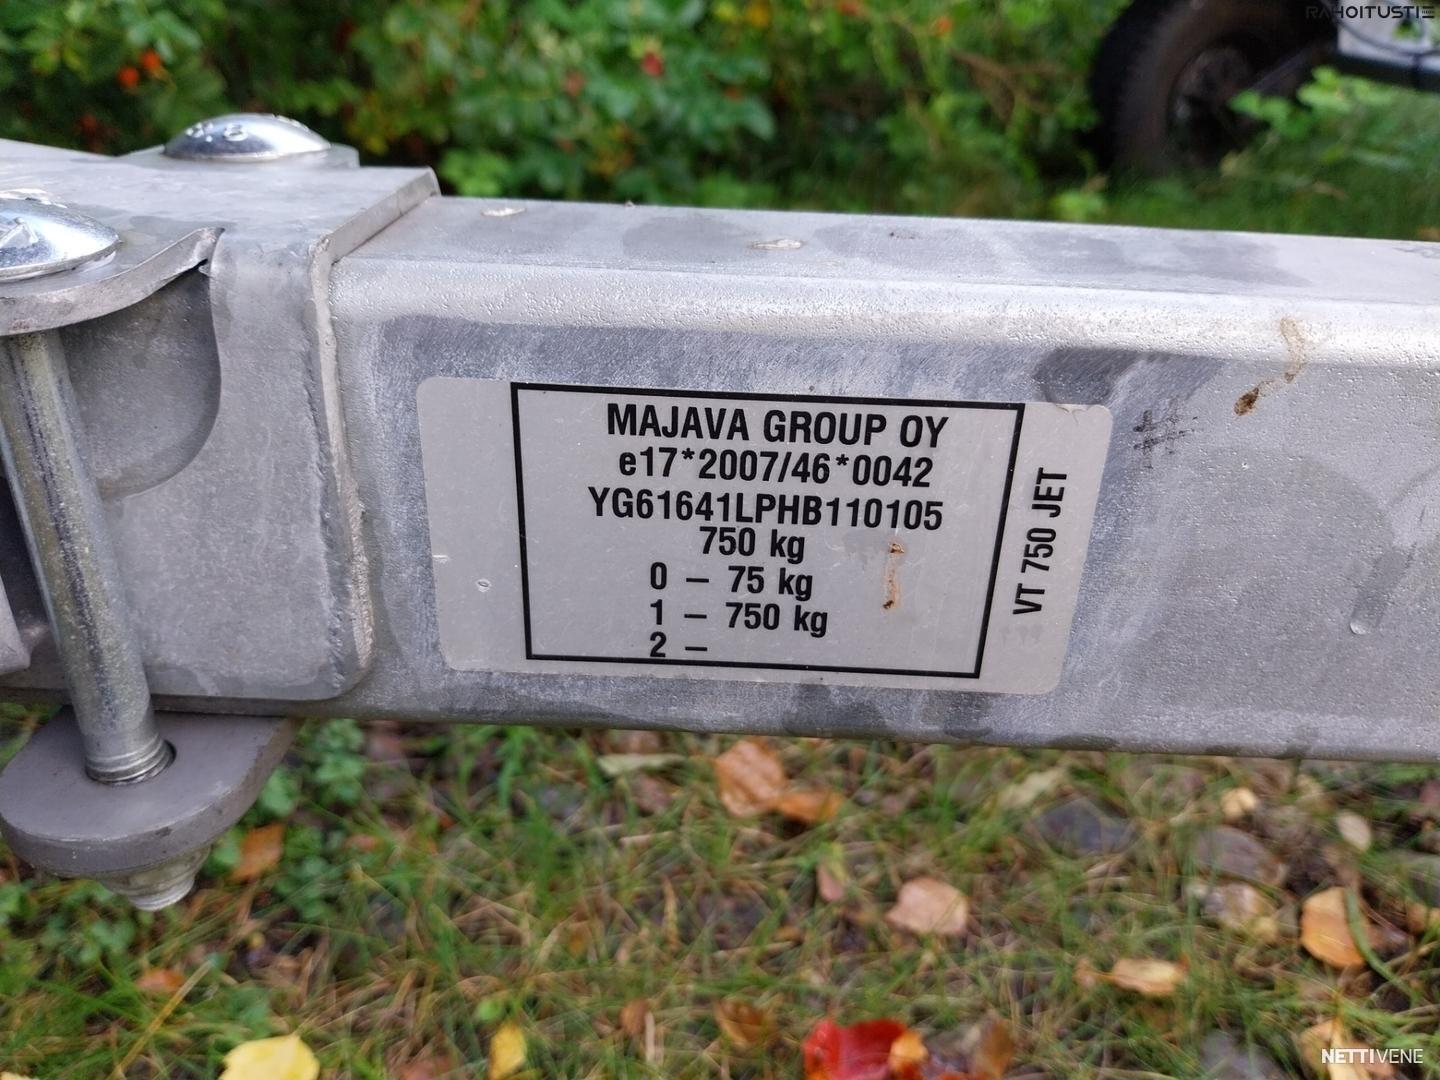 RAHOITUSTIE
MAJAVA GROUP OY
e17*2007/46*0042
YG61641LPHB110105
750 kg
0 – 75 kg
1 – 750 kg
2 –
VT 750 JET
NETTIVENE